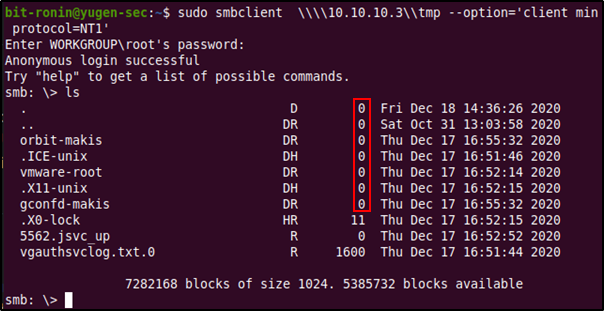 bit-ronin@yugen-sec:~$ sudo smbclient  \\\\10.10.10.3\\tmp --option='client min
 protocol=NT1'
Enter WORKGROUP\root's password:
Anonymous login successful
Try "help" to get a list of possible commands.
smb: \> ls
  .                                   D        0  Fri Dec 18 14:36:26 2020
  ..                                 DR        0  Sat Oct 31 13:03:58 2020
  orbit-makis                        DR        0  Thu Dec 17 16:55:32 2020
  .ICE-unix                          DH        0  Thu Dec 17 16:51:46 2020
  vmware-root                        DR        0  Thu Dec 17 16:52:14 2020
  .X11-unix                          DH        0  Thu Dec 17 16:52:15 2020
  gconfd-makis                       DR        0  Thu Dec 17 16:55:32 2020
  .X0-lock                           HR       11  Thu Dec 17 16:52:15 2020
  5562.jsvc_up                        R        0  Thu Dec 17 16:52:52 2020
  vgauthsvclog.txt.0                  R     1600  Thu Dec 17 16:51:44 2020
                7282168 blocks of size 1024. 5385732 blocks available
smb: \>